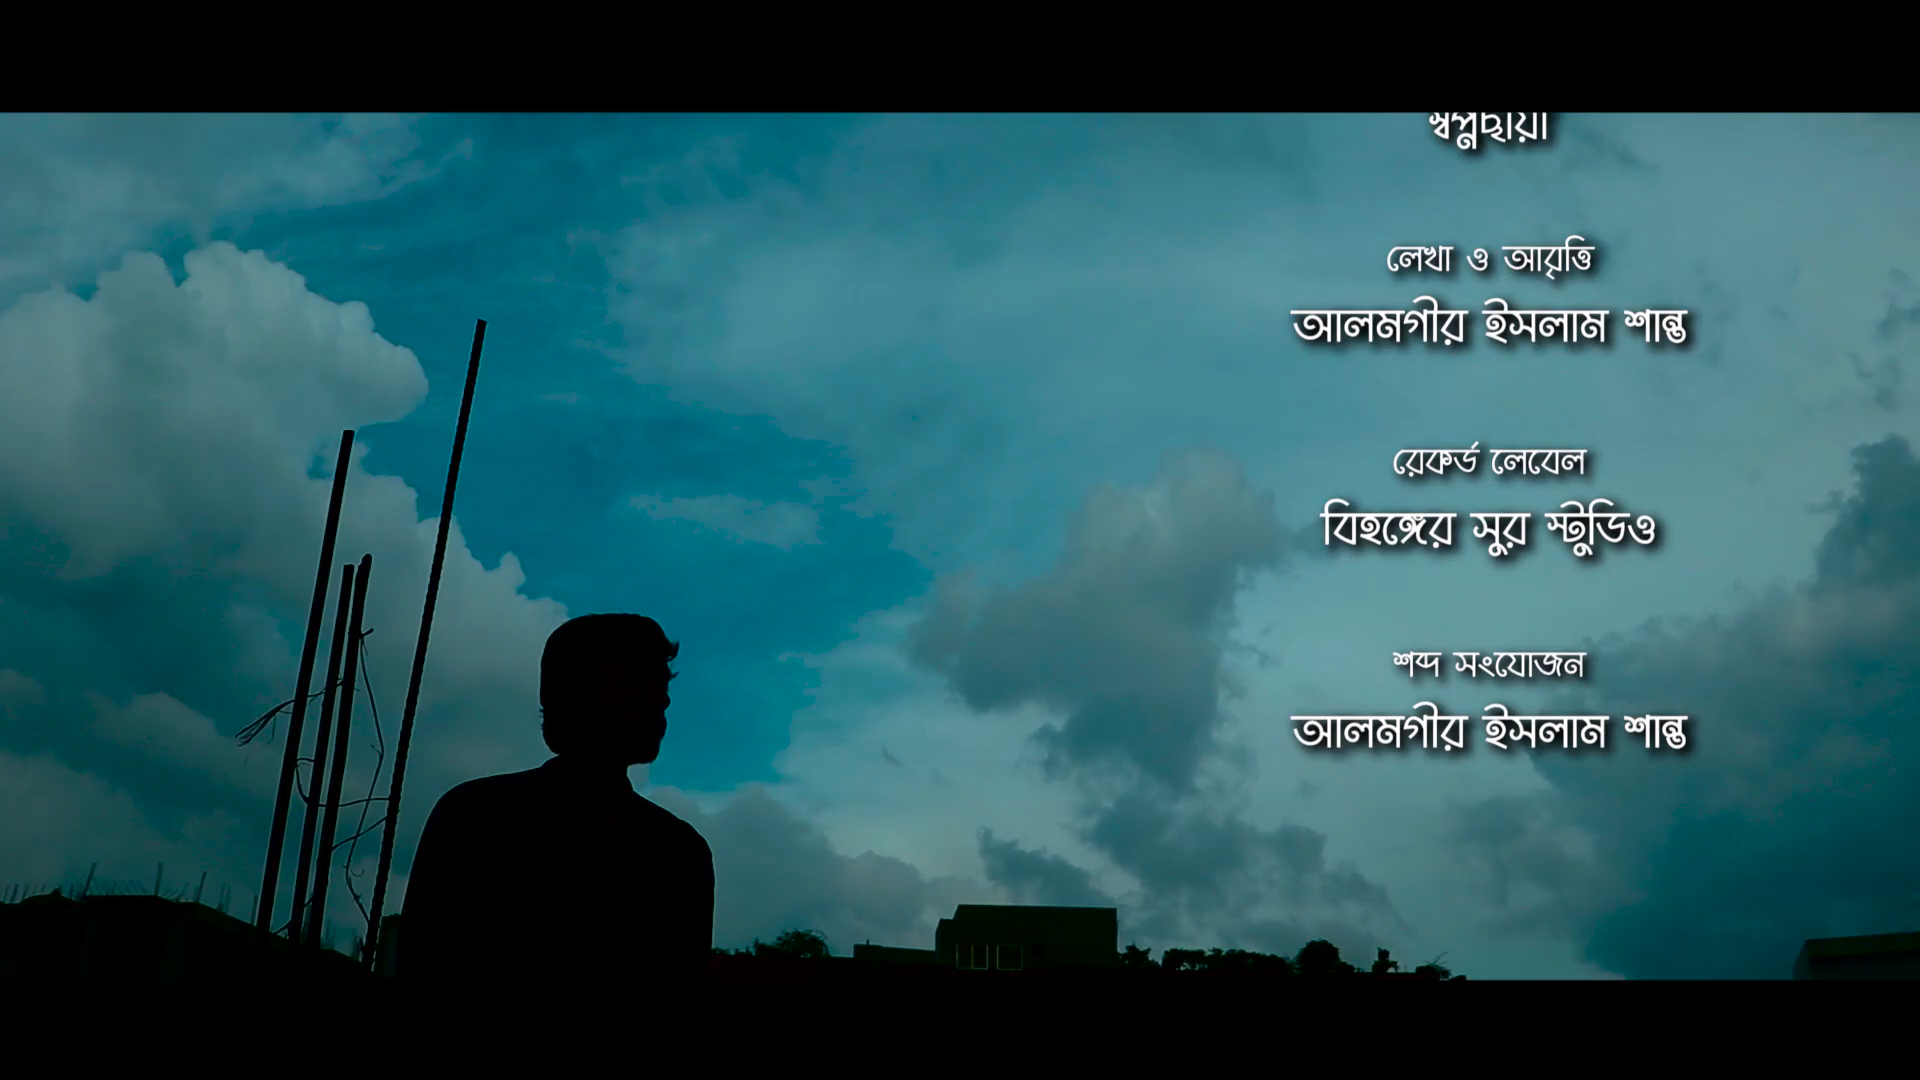 স্বপ্নছায়া
লেখা ও আবৃত্তি
আলমগীর ইসলাম শান্ত
রেকর্ড লেবেল
বিহঙ্গের সুর স্টুডিও
শব্দ সংযোজন
আলমগীর ইসলাম শান্ত